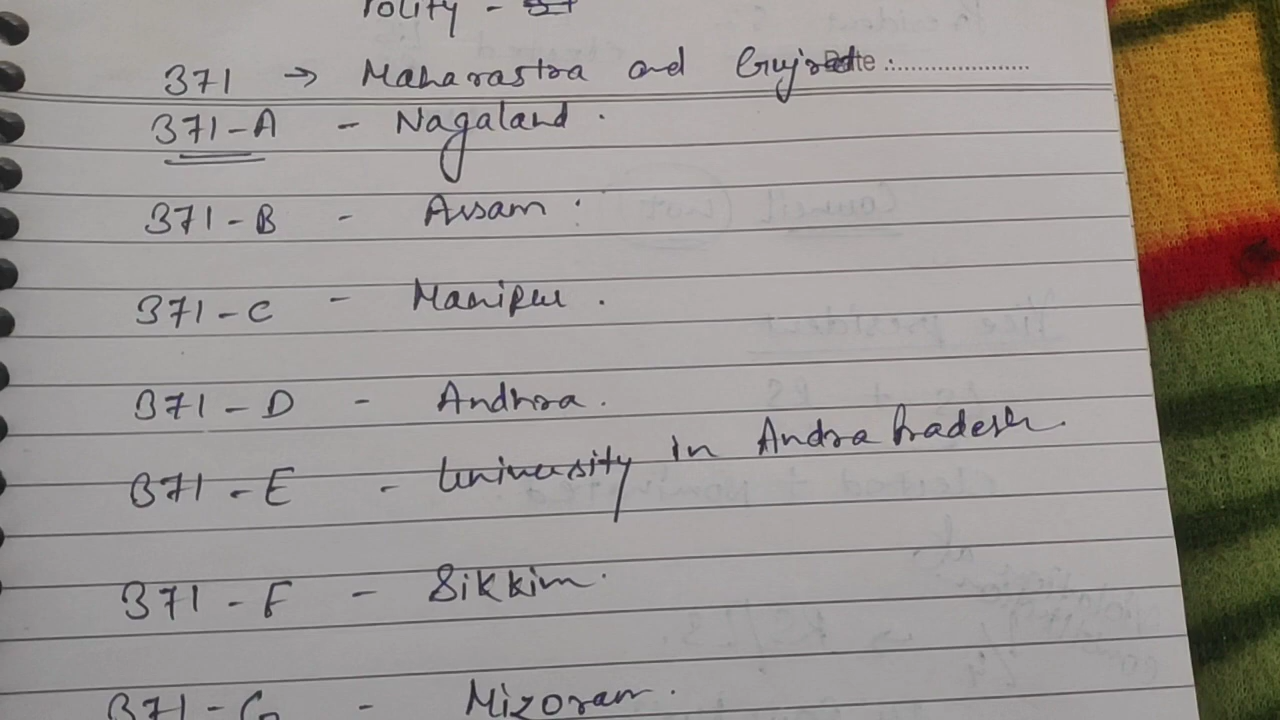 Polity -
371 → Maharastra and Gujrat Date :
371-A - Nagaland.
371-B - Assam:
371-C - Manipur.
371-D - Andhra.
371-E - University in Andra Pradesh.
371-F - Sikkim.
371-G - Mizoram.